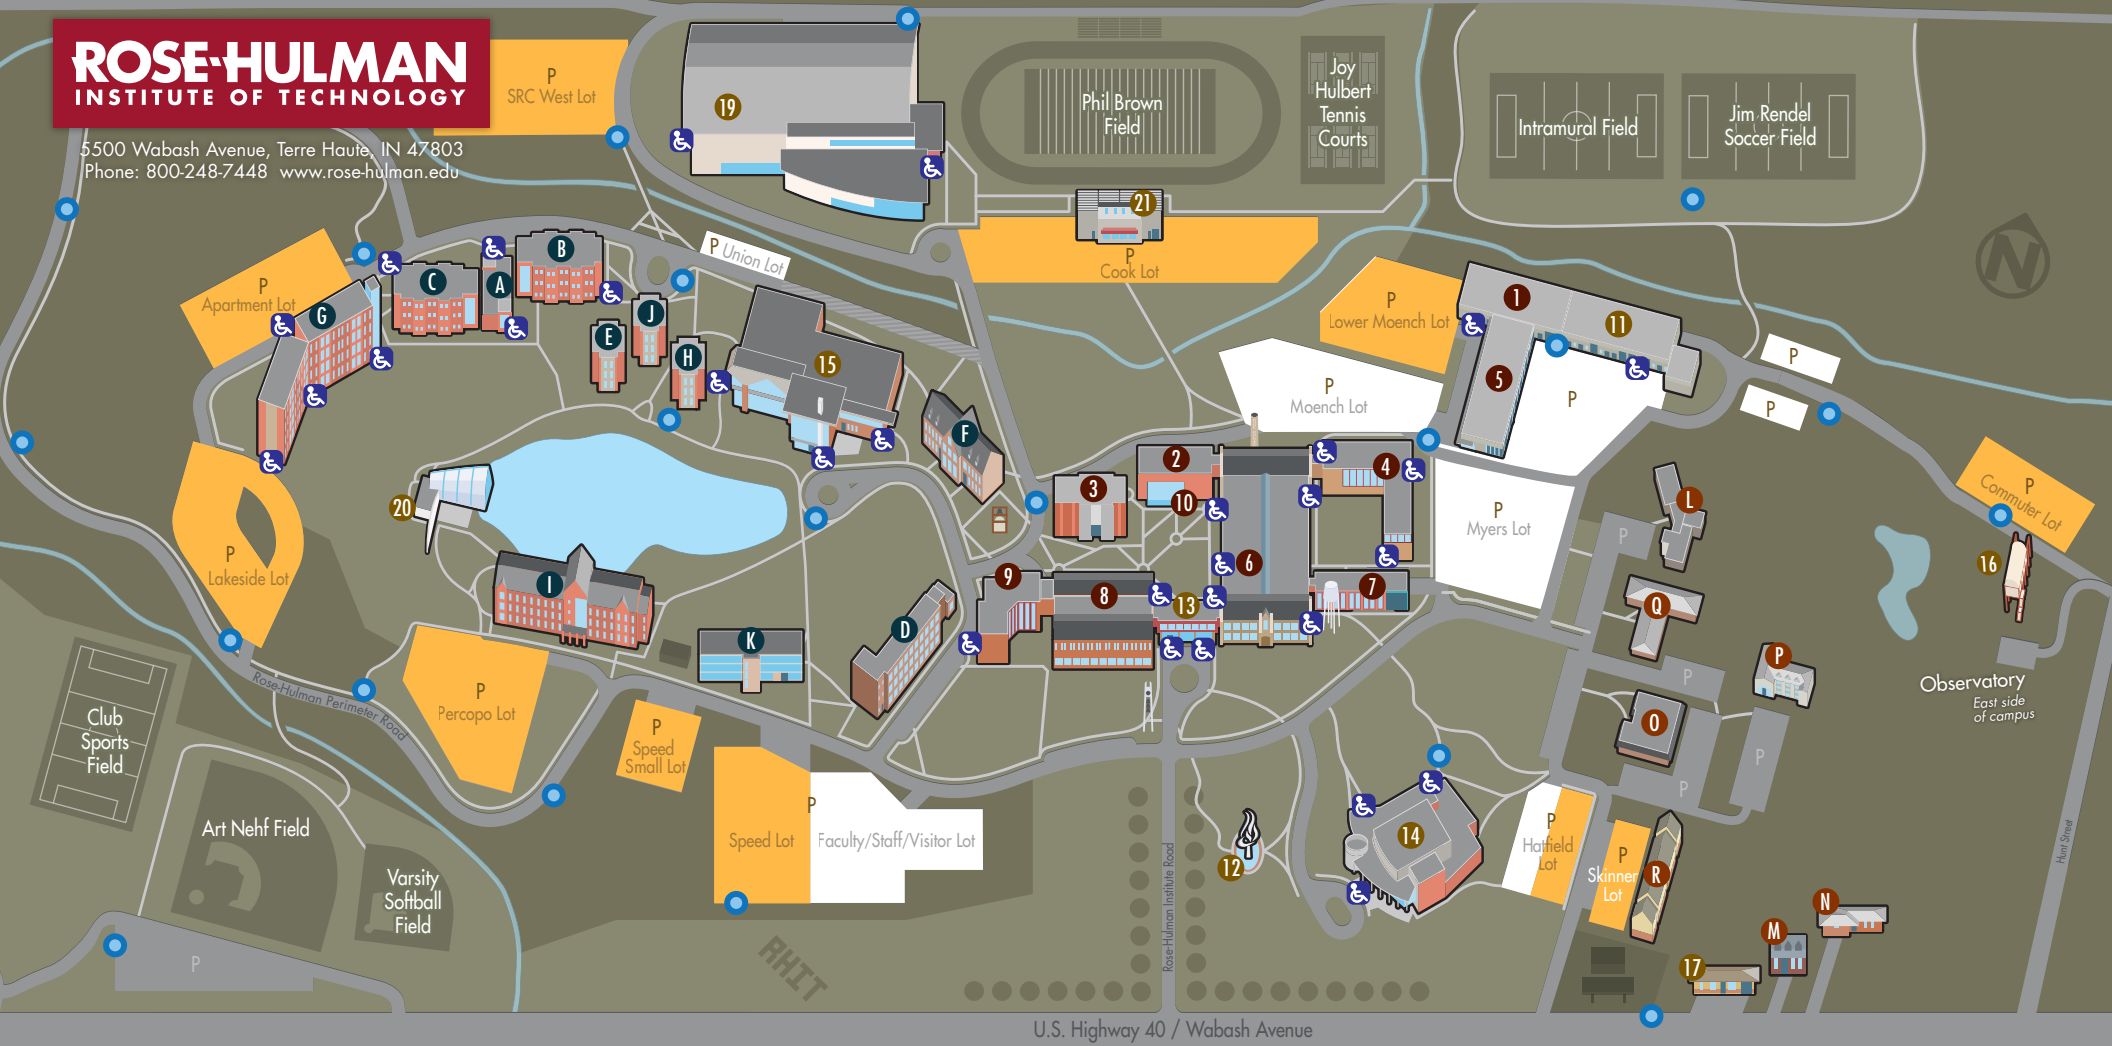 ROSE-HULMAN
INSTITUTE OF TECHNOLOGY
5500 Wabash Avenue, Terre Haute, IN 47803
Phone: 800-248-7448 www.rose-hulman.edu
P
SRC West Lot
19
Phil Brown
Field
Joy
Hulbert
Tennis
Courts
Intramural Field
Jim Rendel
Soccer Field
21
P
Cook Lot
P Union Lot
N
P
Apartment Lot
G
C
A
B
E
J
H
15
F
P
Lower Moench Lot
1
11
5
P
P
P
P
Moench Lot
20
P
Lakeside Lot
I
K
D
3
2
10
4
6
7
9
8
13
P
Myers Lot
L
P
Q
P
P
O
P
P
P
Commuter Lot
16
Observatory
East side
of campus
Rose-Hulman Perimeter Road
P
Percopo Lot
P
Speed
Small Lot
P
Speed Lot
Faculty/Staff/Visitor Lot
Club
Sports
Field
Art Nehf Field
Varsity
Softball
Field
P
RHIT
12
14
Rose-Hulman Institute Road
P
Hatfield
Lot
P
Skinner
Lot
R
N
M
17
Hunt Street
U.S. Highway 40 / Wabash Avenue